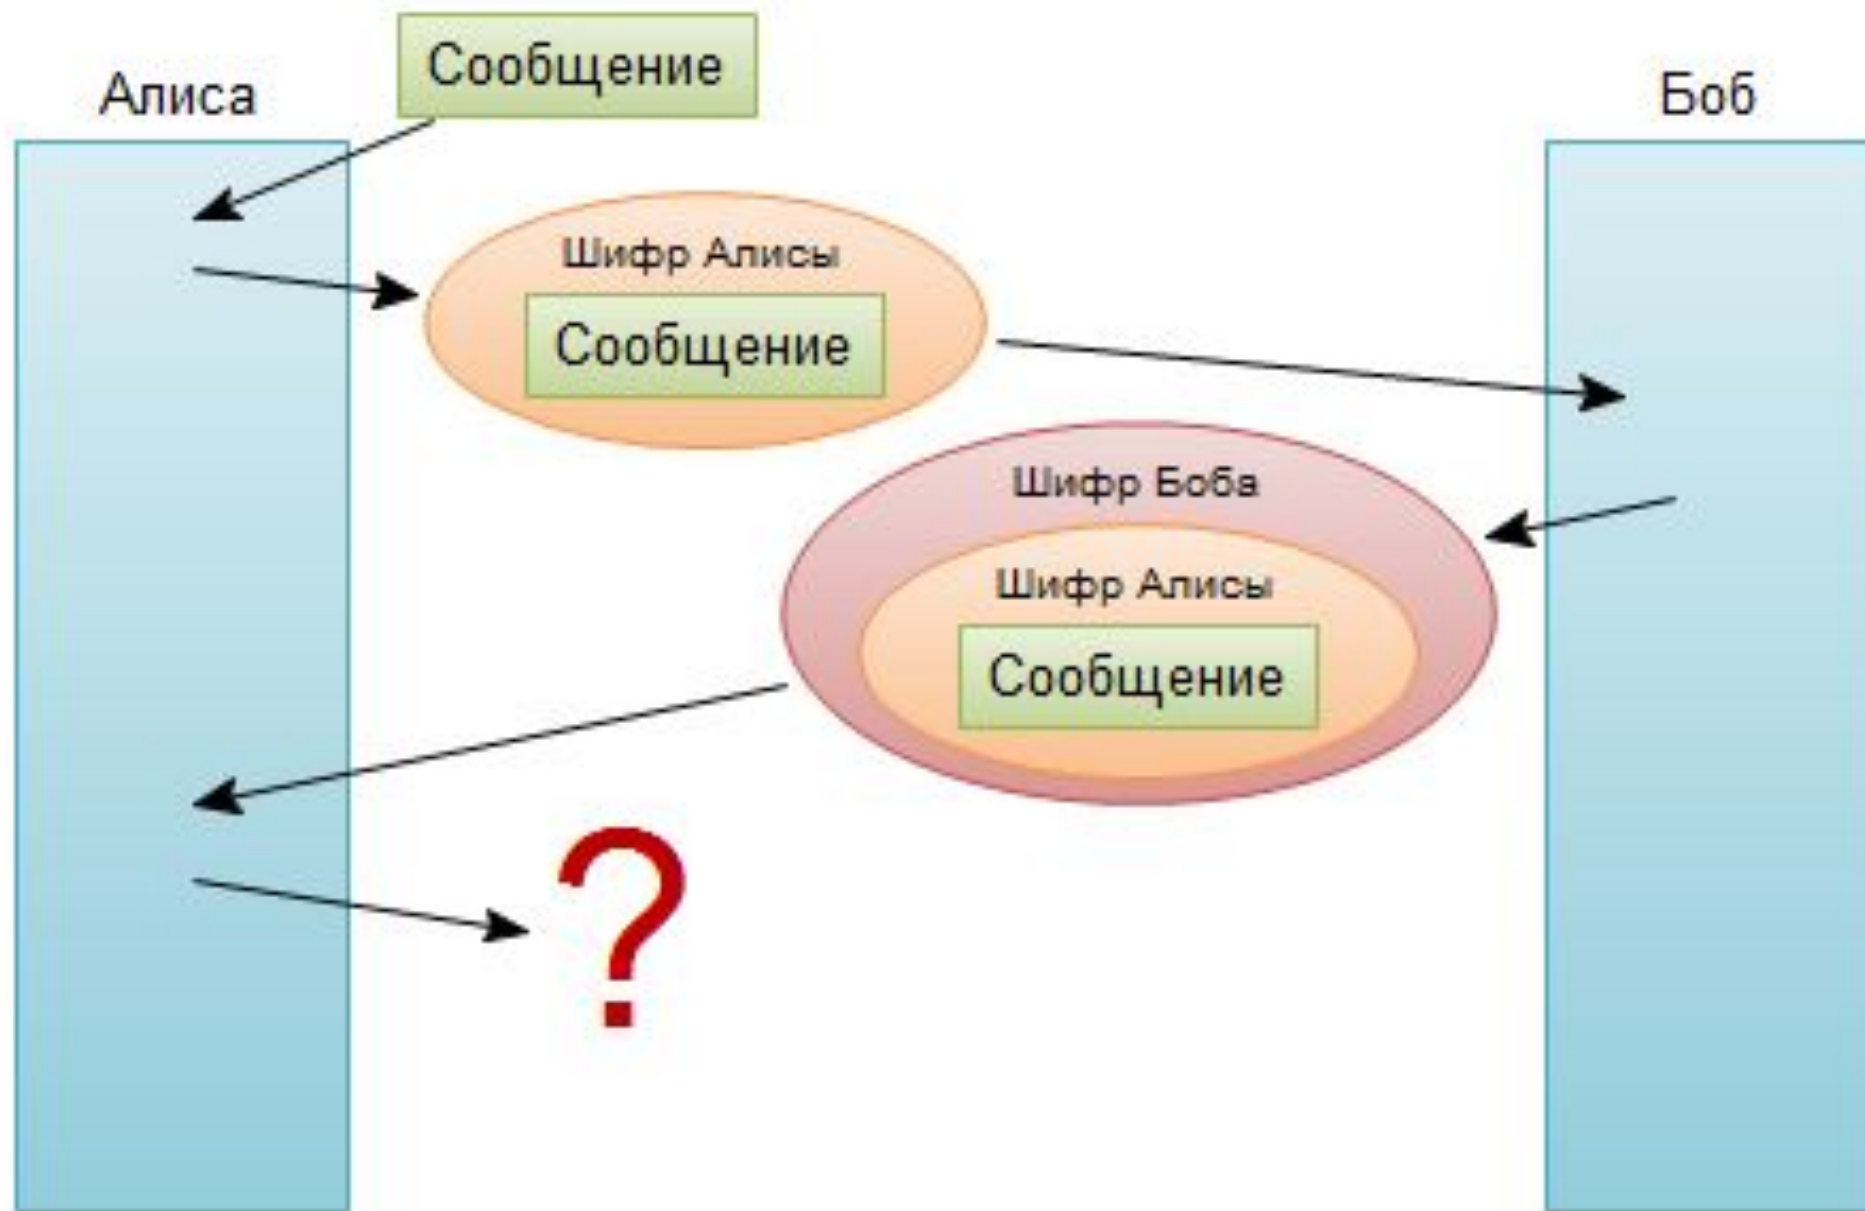 Сообщение
Алиса
Боб
Шифр Алисы
Сообщение
Шифр Боба
Шифр Алисы
Сообщение
?